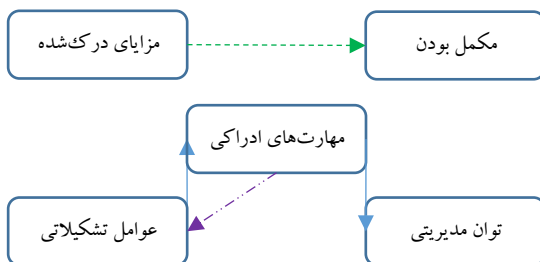 مکمل بودن
مزایای درک‌شده
مهارت‌های ادراکی
توان مدیریتی
عوامل تشکیلاتی